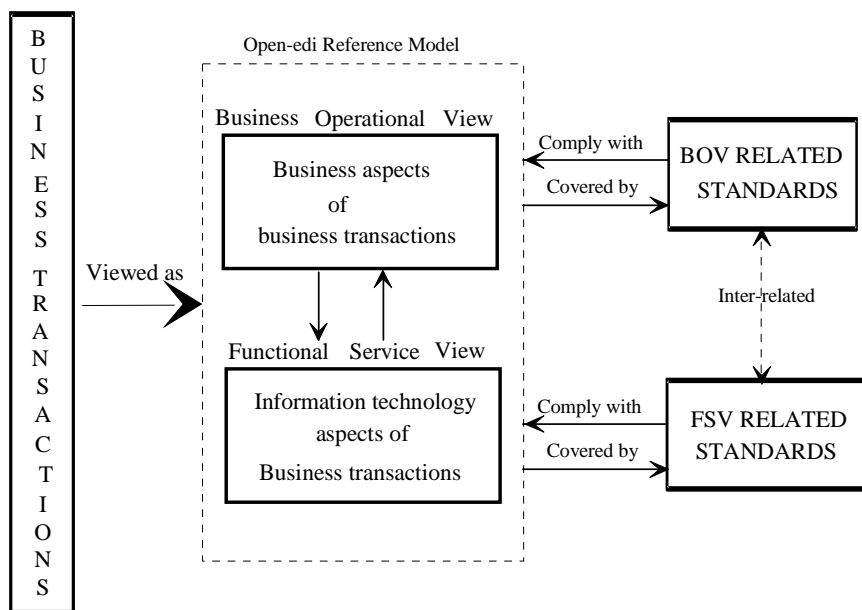 BUSINESS TRANSACTIONS
Viewed as
Open-edi Reference Model
Business Operational View
Business aspects
of
business transactions
Functional Service View
Information technology
aspects of
Business transactions
Comply with
Covered by
BOV RELATED
STANDARDS
Inter-related
Comply with
Covered by
FSV RELATED
STANDARDS